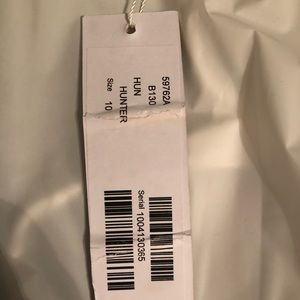 59762A
B130
HUN
HUNTER
Size 10
Serial 1004130365